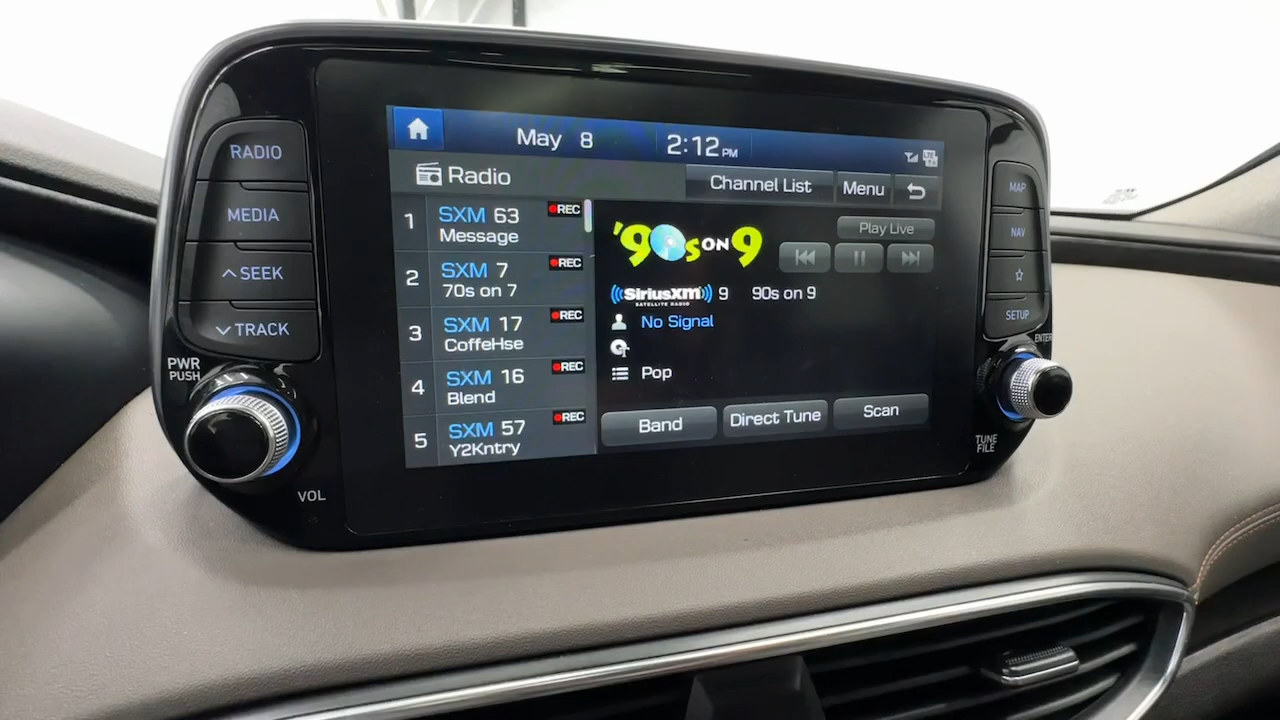 RADIO
MEDIA
SEEK
TRACK
PWR
PUSH
VOL
May 8 2:12 PM
Radio
Channel List
Menu
1 SXM 63 REC
Message
2 SXM 7 REC
70s on 7
3 SXM 17 REC
CoffeHse
4 SXM 16 REC
Blend
5 SXM 57 REC
Y2Kntry
'90s ON 9
Play Live
SiriusXM 9 90s on 9
SATELLITE RADIO
No Signal
Pop
Band
Direct Tune
Scan
MAP
NAV
SETUP
ENTER
TUNE
FILE